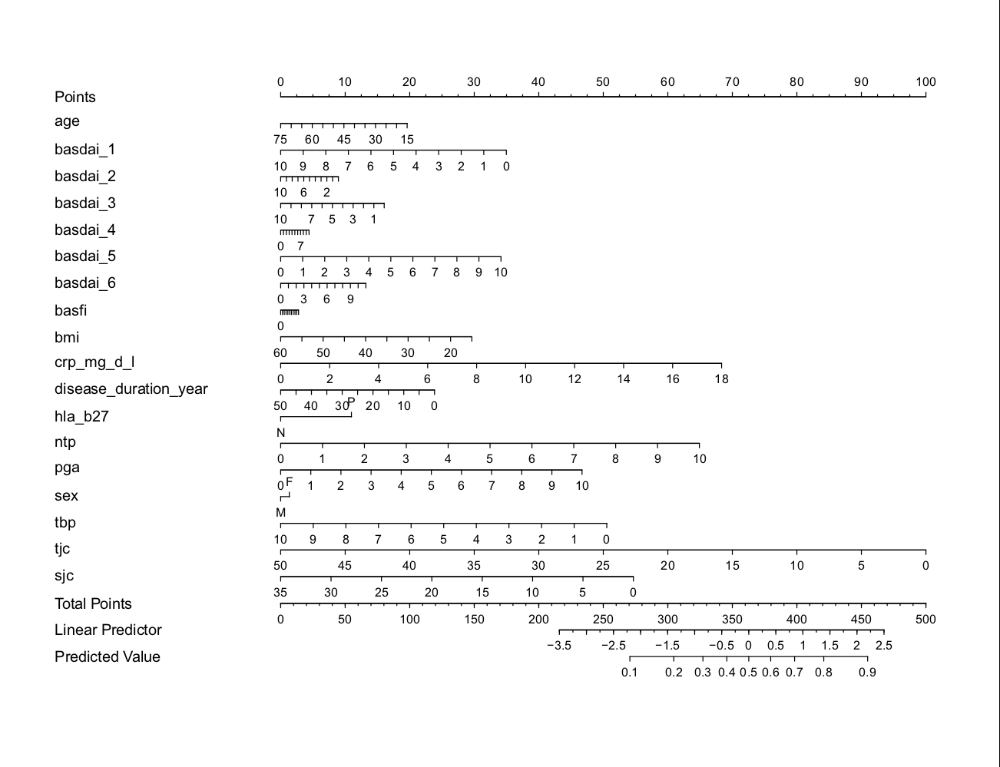 0 10 20 30 40 50 60 70 80 90 100
Points
age
75 60 45 30 15
basdai_1
10 9 8 7 6 5 4 3 2 1 0
basdai_2
10 6 2
basdai_3
10 7 5 3 1
basdai_4
0 7
basdai_5
0 1 2 3 4 5 6 7 8 9 10
basdai_6
0 3 6 9
basfi
0
bmi
60 50 40 30 20
crp_mg_d_l
0 2 4 6 8 10 12 14 16 18
disease_duration_year
50 40 30 20 10 0
P
hla_b27
N
ntp
0 1 2 3 4 5 6 7 8 9 10
pga
0 1 2 3 4 5 6 7 8 9 10
F
sex
M
tbp
10 9 8 7 6 5 4 3 2 1 0
tjc
50 45 40 35 30 25 20 15 10 5 0
sjc
35 30 25 20 15 10 5 0
Total Points
0 50 100 150 200 250 300 350 400 450 500
Linear Predictor
−3.5 −2.5 −1.5 −0.5 0 0.5 1 1.5 2 2.5
Predicted Value
0.1 0.2 0.3 0.4 0.5 0.6 0.7 0.8 0.9